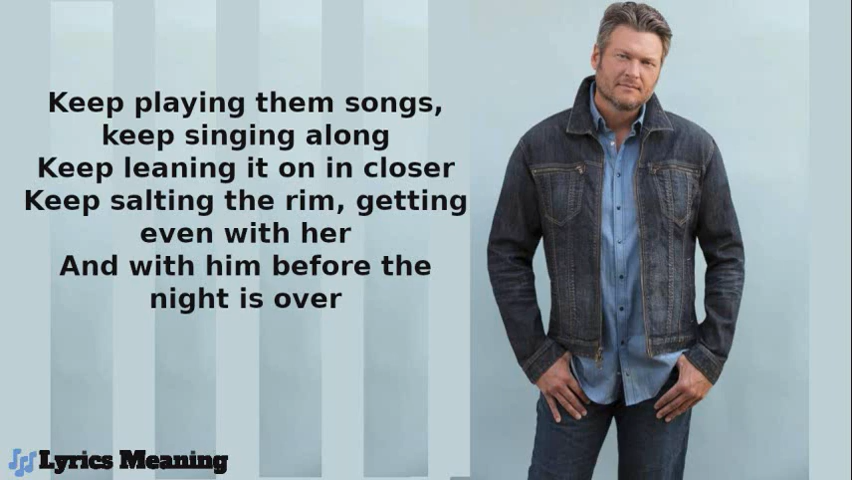 Keep playing them songs,
keep singing along
Keep leaning it on in closer
Keep salting the rim, getting
even with her
And with him before the
night is over
Lyrics Meaning